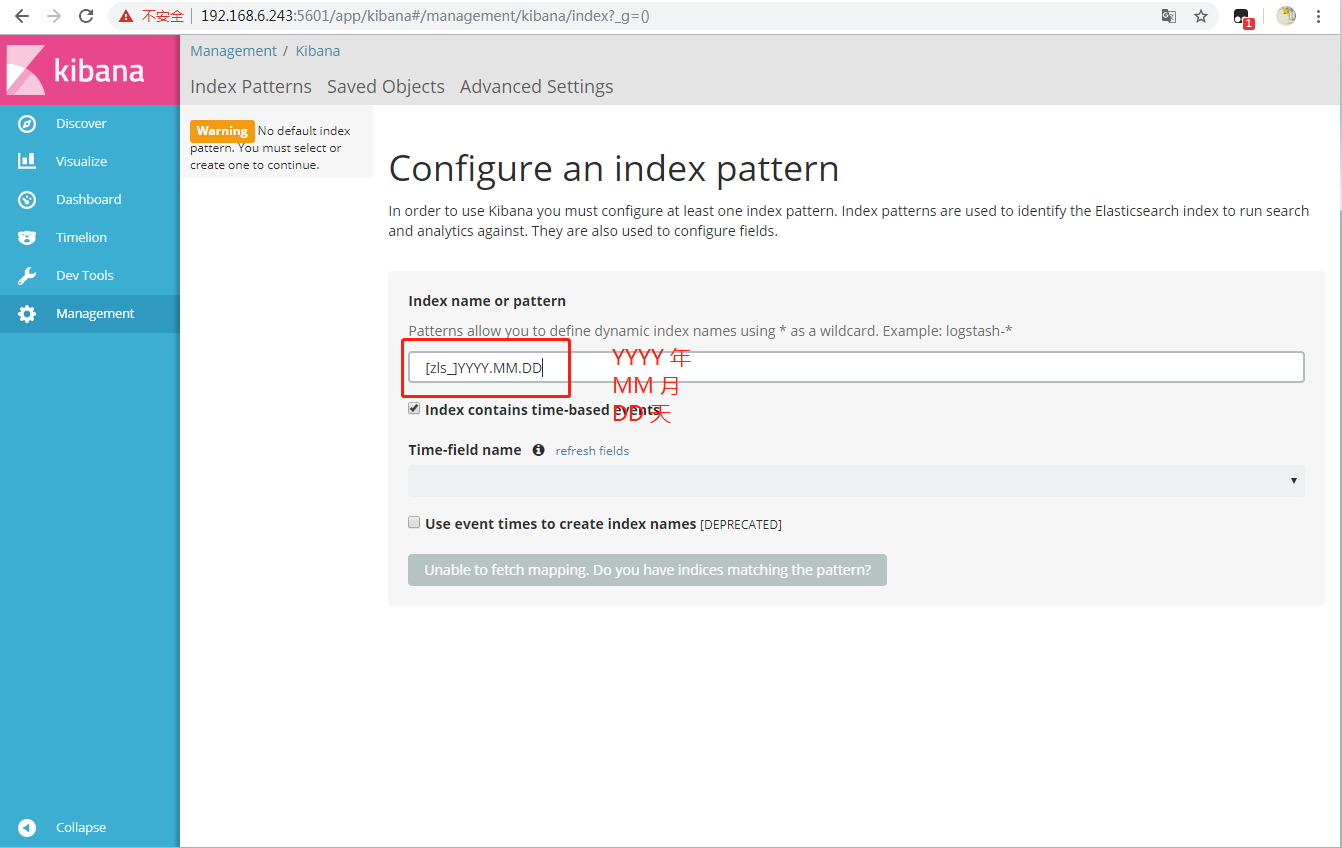 不安全 192.168.6.243:5601/app/kibana#/management/kibana/index?_g=()
1
kibana
Discover
Visualize
Dashboard
Timelion
Dev Tools
Management
Collapse
Management / Kibana
Index Patterns Saved Objects Advanced Settings
Warning No default index
pattern. You must select or
create one to continue.
Configure an index pattern
In order to use Kibana you must configure at least one index pattern. Index patterns are used to identify the Elasticsearch index to run search
and analytics against. They are also used to configure fields.
Index name or pattern
Patterns allow you to define dynamic index names using * as a wildcard. Example: logstash-*
[zls_]YYYY.MM.DD
YYYY 年
MM 月
DD 天
Index contains time-based events
Time-field name refresh fields
Use event times to create index names [DEPRECATED]
Unable to fetch mapping. Do you have indices matching the pattern?